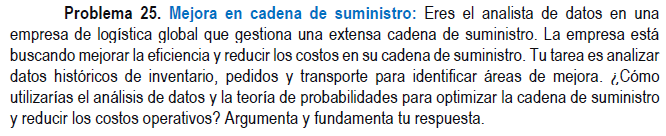 Problema 25. Mejora en cadena de suministro: Eres el analista de datos en una
empresa de logística global que gestiona una extensa cadena de suministro. La empresa está
buscando mejorar la eficiencia y reducir los costos en su cadena de suministro. Tu tarea es analizar
datos históricos de inventario, pedidos y transporte para identificar áreas de mejora. ¿Cómo
utilizarías el análisis de datos y la teoría de probabilidades para optimizar la cadena de suministro
y reducir los costos operativos? Argumenta y fundamenta tu respuesta.